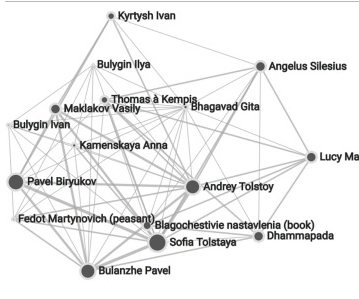 Kyrtysh Ivan
Bulygin Ilya
Angelus Silesius
Thomas à Kempis
Maklakov Vasily
Bhagavad Gita
Bulygin Ivan
Kamenskaya Anna
Lucy Ma
Pavel Biryukov
Andrey Tolstoy
Fedot Martynovich (peasant)
Blagochestivie nastavlenia (book)
Dhammapada
Sofia Tolstaya
Bulanzhe Pavel